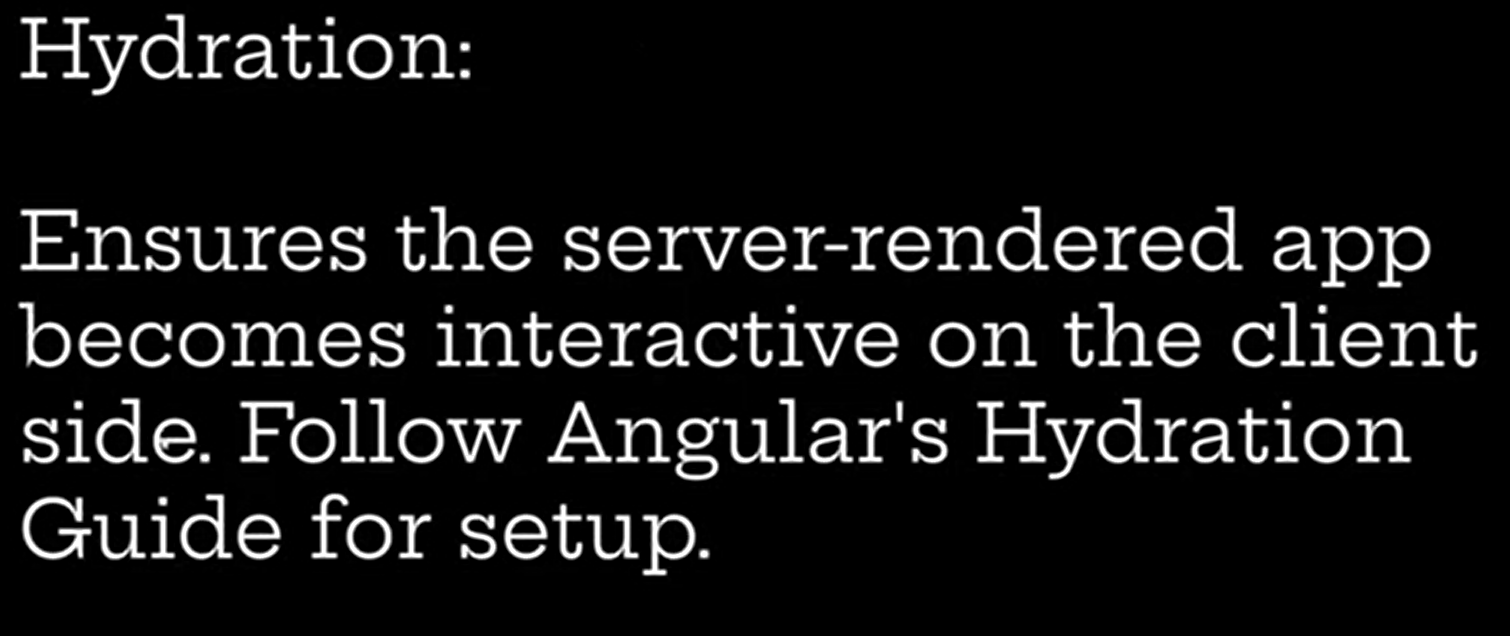 Hydration:
Ensures the server-rendered app
becomes interactive on the client
side. Follow Angular's Hydration
Guide for setup.